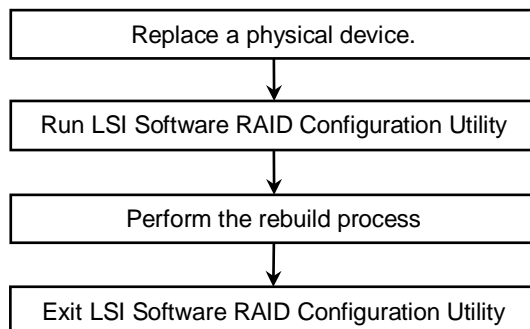 Replace a physical device.
Run LSI Software RAID Configuration Utility
Perform the rebuild process
Exit LSI Software RAID Configuration Utility